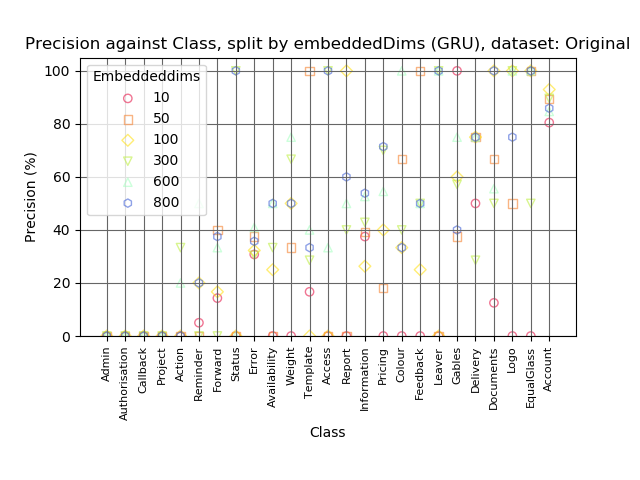 Precision against Class, split by embeddedDims (GRU), dataset: Original
Precision (%)
100
80
60
40
20
0
Embeddeddims
10
50
100
300
600
800
Admin
Authorisation
Callback
Project
Action
Reminder
Forward
Status
Error
Availability
Weight
Template
Access
Report
Information
Pricing
Colour
Feedback
Leaver
Gables
Delivery
Documents
Logo
EqualGlass
Account
Class